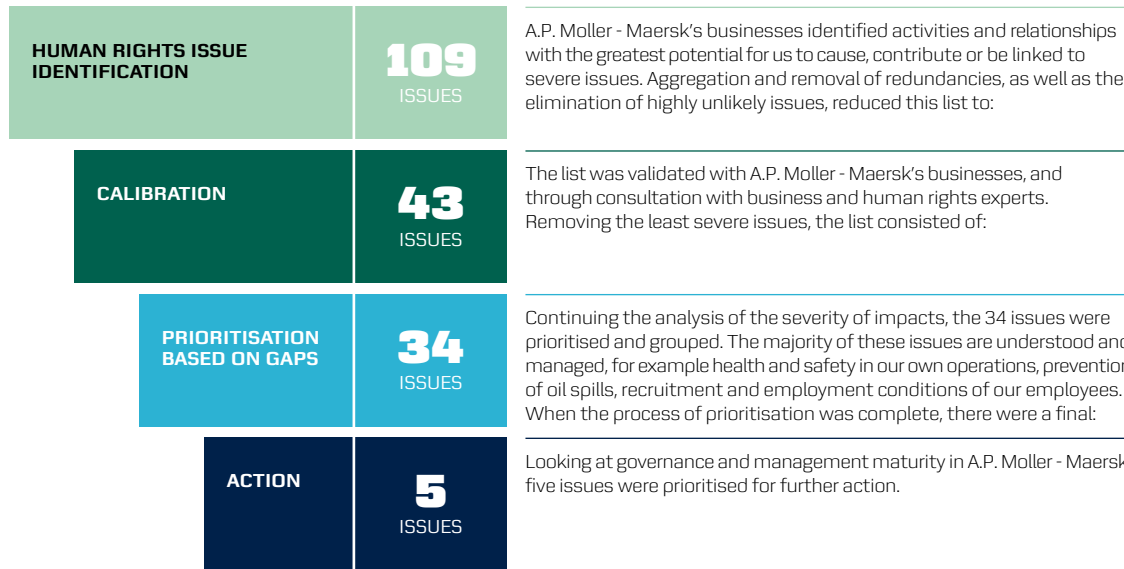 HUMAN RIGHTS ISSUE
IDENTIFICATION
109
ISSUES
A.P. Moller - Maersk's businesses identified activities and relationships
with the greatest potential for us to cause, contribute or be linked to
severe issues. Aggregation and removal of redundancies, as well as the
elimination of highly unlikely issues, reduced this list to:
CALIBRATION
43
ISSUES
The list was validated with A.P. Moller - Maersk's businesses, and
through consultation with business and human rights experts.
Removing the least severe issues, the list consisted of:
PRIORITISATION
BASED ON GAPS
34
ISSUES
Continuing the analysis of the severity of impacts, the 34 issues were
prioritised and grouped. The majority of these issues are understood and
managed, for example health and safety in our own operations, prevention
of oil spills, recruitment and employment conditions of our employees.
When the process of prioritisation was complete, there were a final:
ACTION
5
ISSUES
Looking at governance and management maturity in A.P. Moller - Maersk
five issues were prioritised for further action.